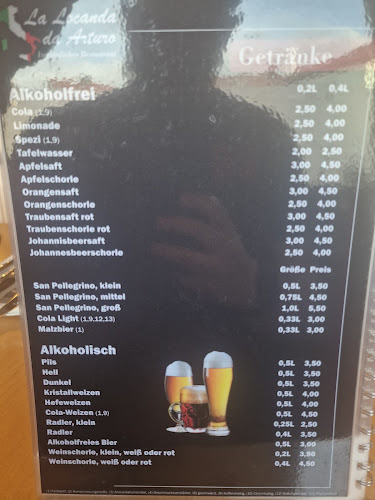 La Locanda
da Arturo
Getränke
Alkoholfrei 0,2L 0,4L
Cola (1,9) 2,50 4,00
Limonade 2,50 4,00
Spezi (1,9) 2,50 4,00
Tafelwasser 2,00 2,50
Apfelsaft 3,00 4,50
Apfelschorle 2,50 4,00
Orangensaft 3,00 4,50
Orangenschorle 2,50 4,00
Traubensaft rot 3,00 4,50
Traubenschorle rot 2,50 4,00
Johannisbeersaft 3,00 4,50
Johannesbeerschorle 2,50 4,00
Größe Preis
San Pellegrino, klein 0,5L 3,50
San Pellegrino, mittel 0,75L 4,50
San Pellegrino, groß 1,0L 5,50
Cola Light (1,9,12,13) 0,33L 3,00
Malzbier (1) 0,33L 3,00
Alkoholisch
Pils 0,5L 3,50
Hell 0,5L 3,50
Dunkel 0,5L 3,50
Kristallweizen 0,5L 4,00
Hefeweizen 0,5L 4,00
Cola-Weizen (1,9) 0,5L 4,50
Radler, klein 0,25L 2,50
Radler 0,4L 3,50
Alkoholfreies Bier 0,5L 3,00
Weinschorle, klein, weiß oder rot 0,2L 3,50
Weinschorle, weiß oder rot 0,4L 4,50